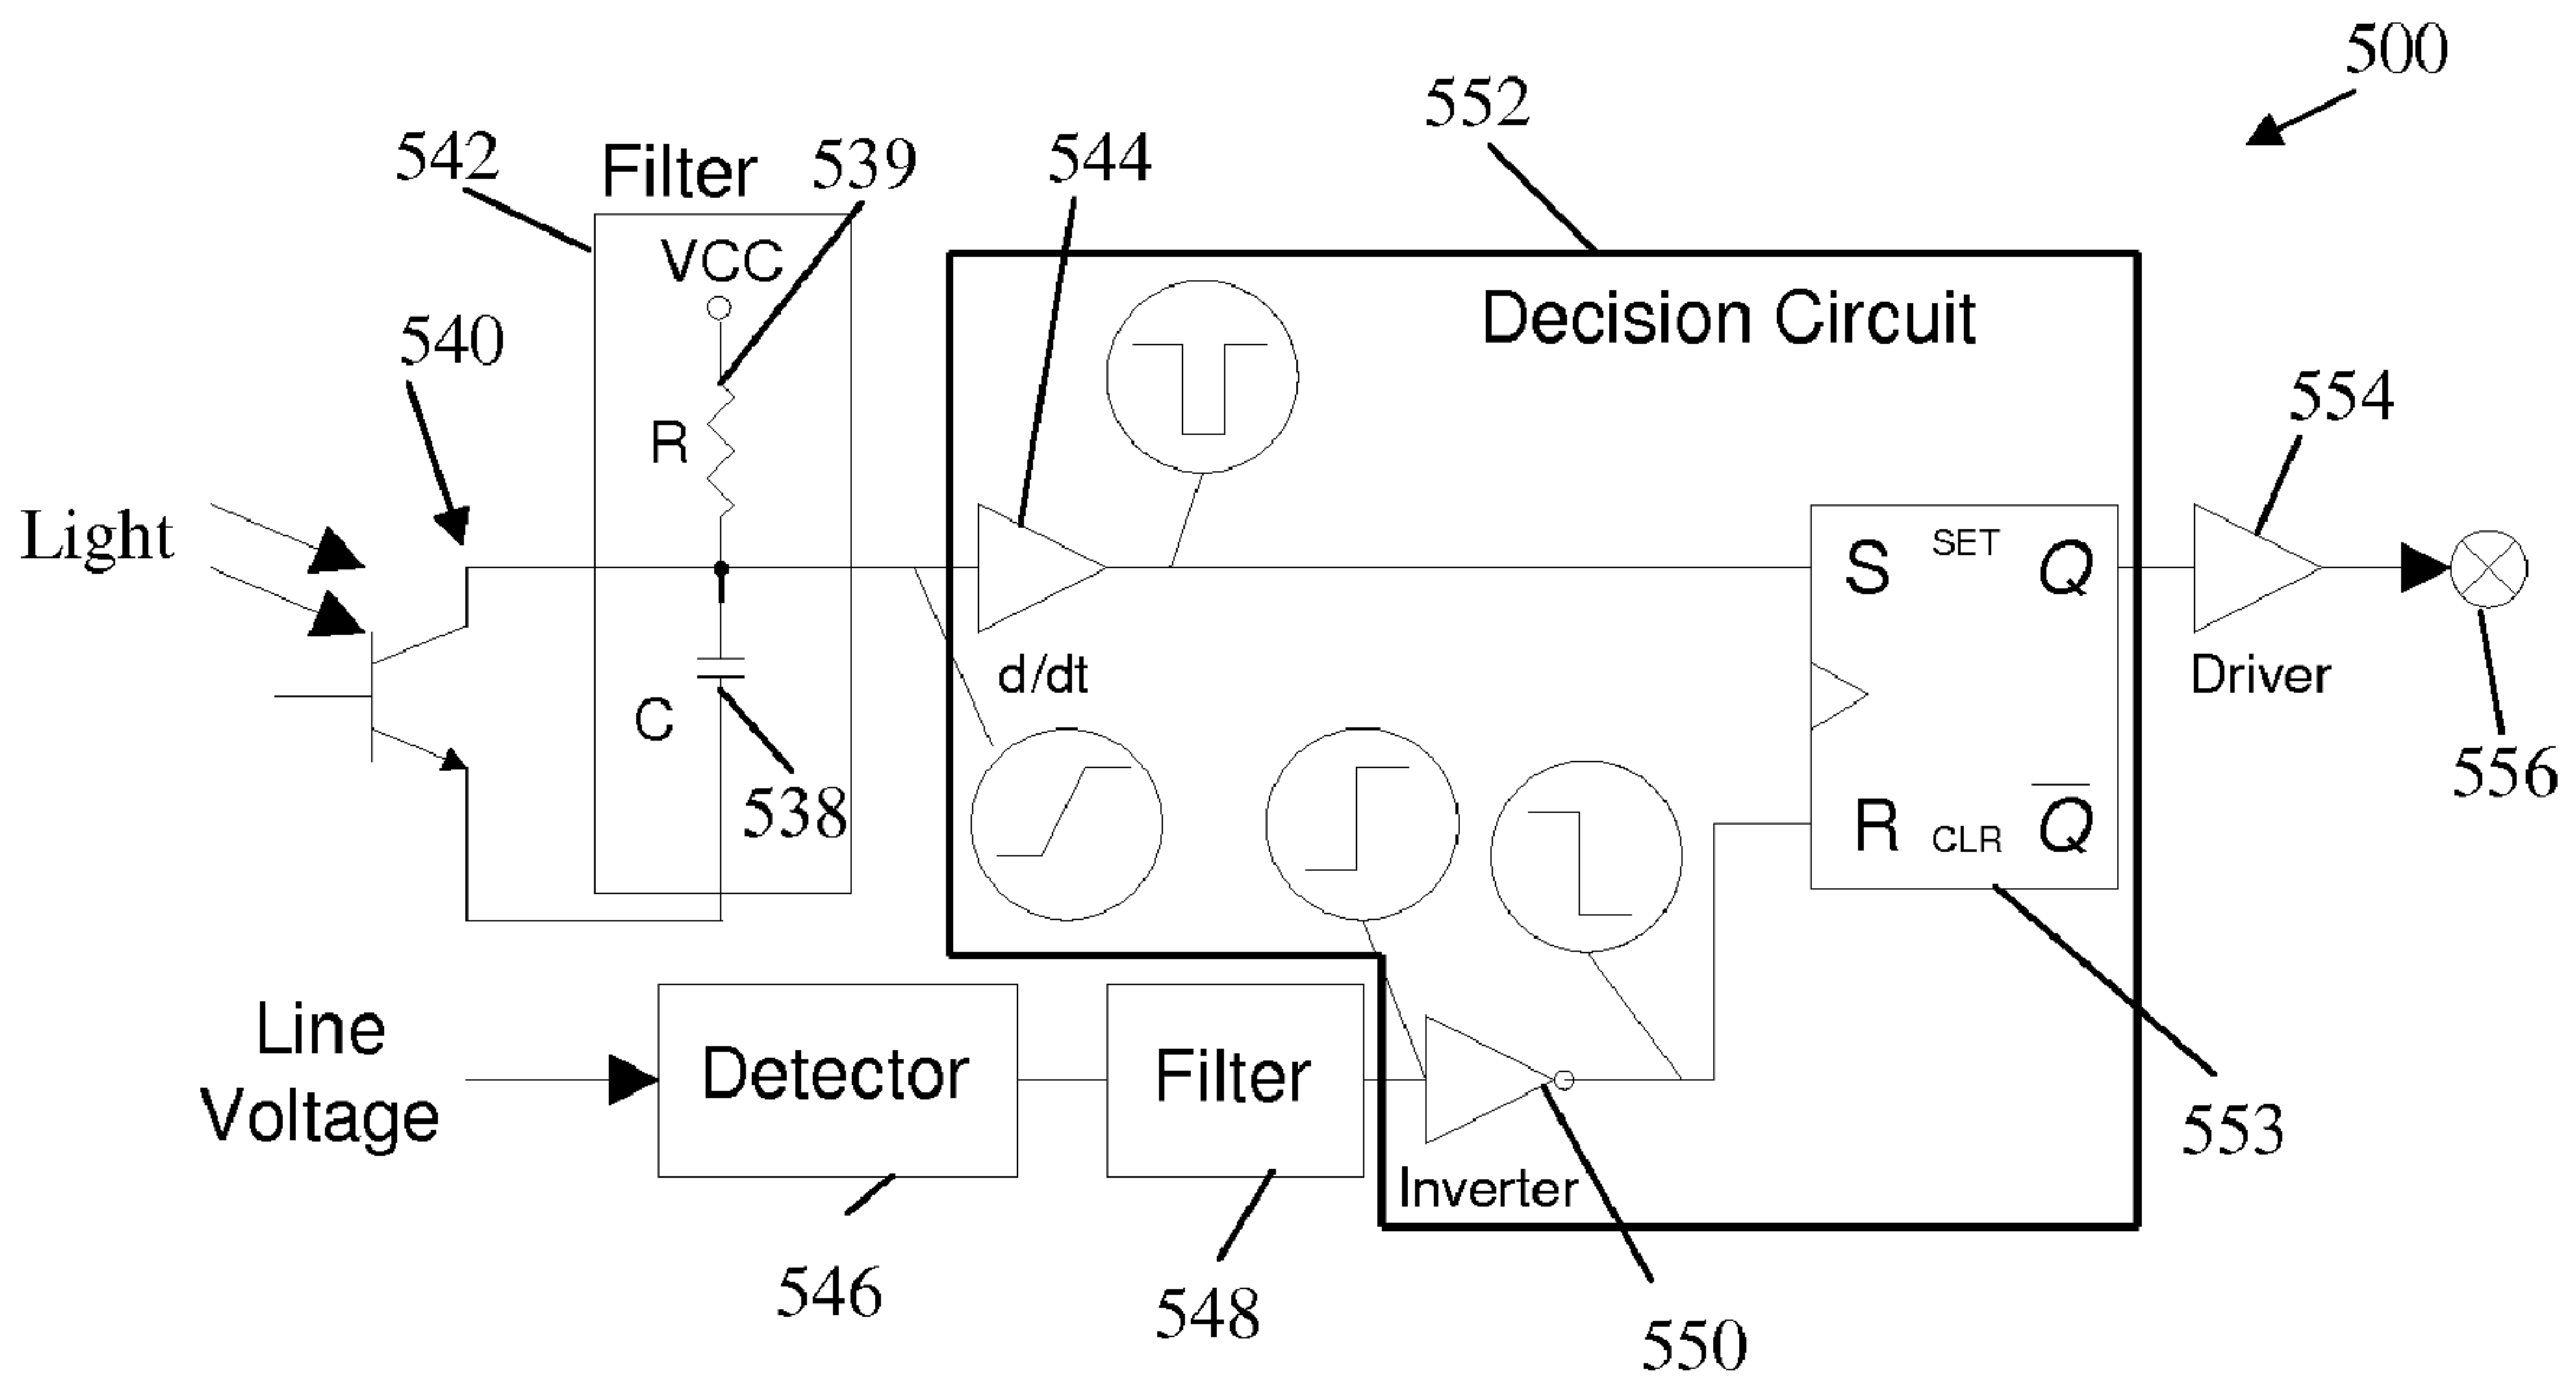 500
552
542
Filter
539
544
VCC
Decision Circuit
540
554
R
Light
S SET Q
d/dt
Driver
C
556
538
R CLR Q̅
Line
Voltage
Detector
Filter
553
Inverter
546
548
550